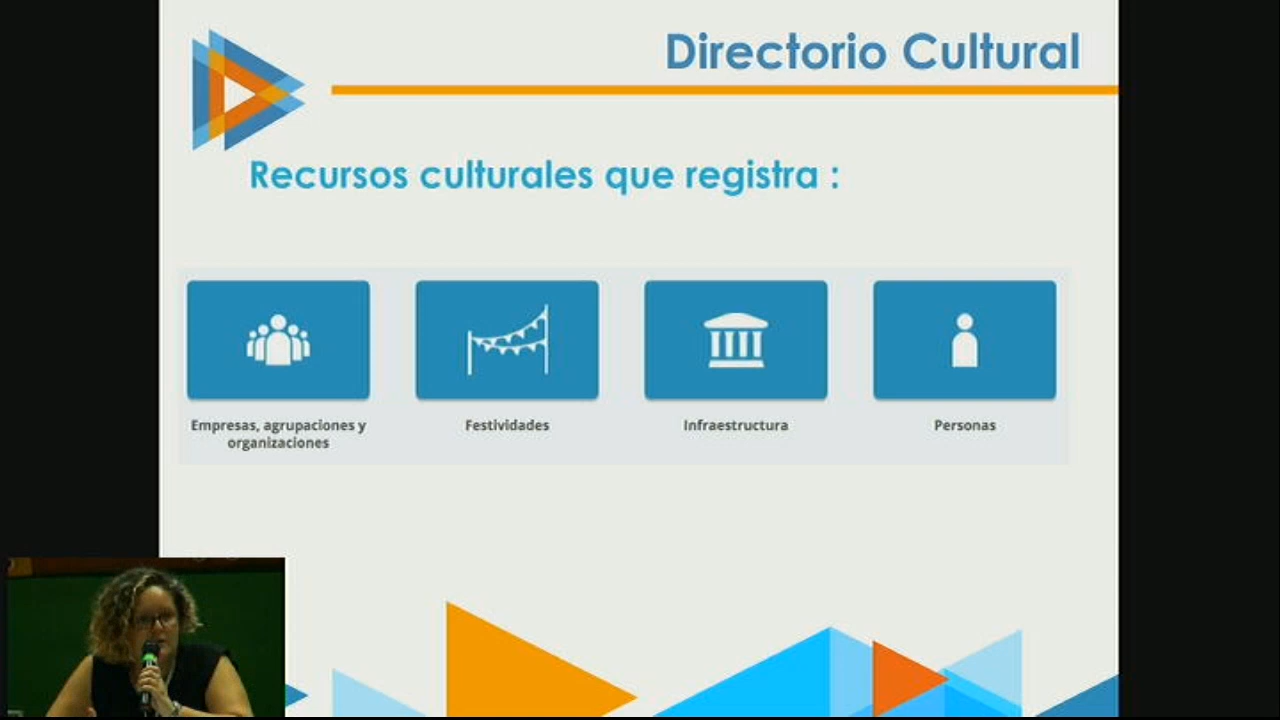 Directorio Cultural
Recursos culturales que registra :
Empresas, agrupaciones y
organizaciones
Festividades
Infraestructura
Personas